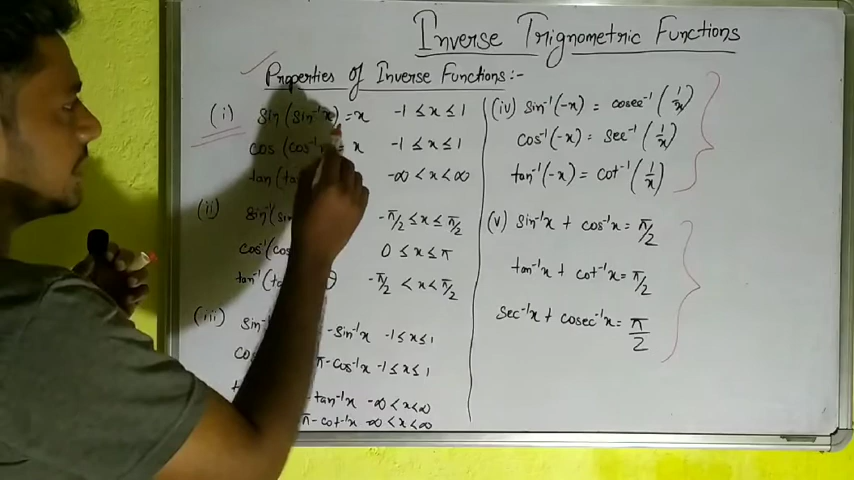 Inverse Trignometric Functions
Properties of Inverse Functions:-
(i) sin(sin⁻¹x) = x -1 ≤ x ≤ 1
cos(cos⁻¹x) = x -1 ≤ x ≤ 1
tan(tan -∞ < x < ∞
(ii) sin⁻¹(sin -π/2 ≤ x ≤ π/2
cos⁻¹(cos 0 ≤ x ≤ π
tan⁻¹(ta -π/2 < x < π/2
(iii) sin⁻¹ -sin⁻¹x -1 ≤ x ≤ 1
cos π-cos⁻¹x -1 ≤ x ≤ 1
-tan⁻¹x -∞ < x < ∞
π-cot⁻¹x -∞ < x < ∞
(iv) sin⁻¹(-x) = cosec⁻¹(1/x)
cos⁻¹(-x) = sec⁻¹(1/x)
tan⁻¹(-x) = cot⁻¹(1/x)
(v) sin⁻¹x + cos⁻¹x = π/2
tan⁻¹x + cot⁻¹x = π/2
sec⁻¹x + cosec⁻¹x = π/2